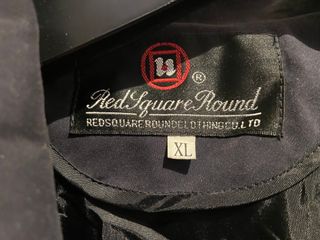 ®
Red Square Round
REDSQUAREROUNDCLOTHINGCO.LTD
XL